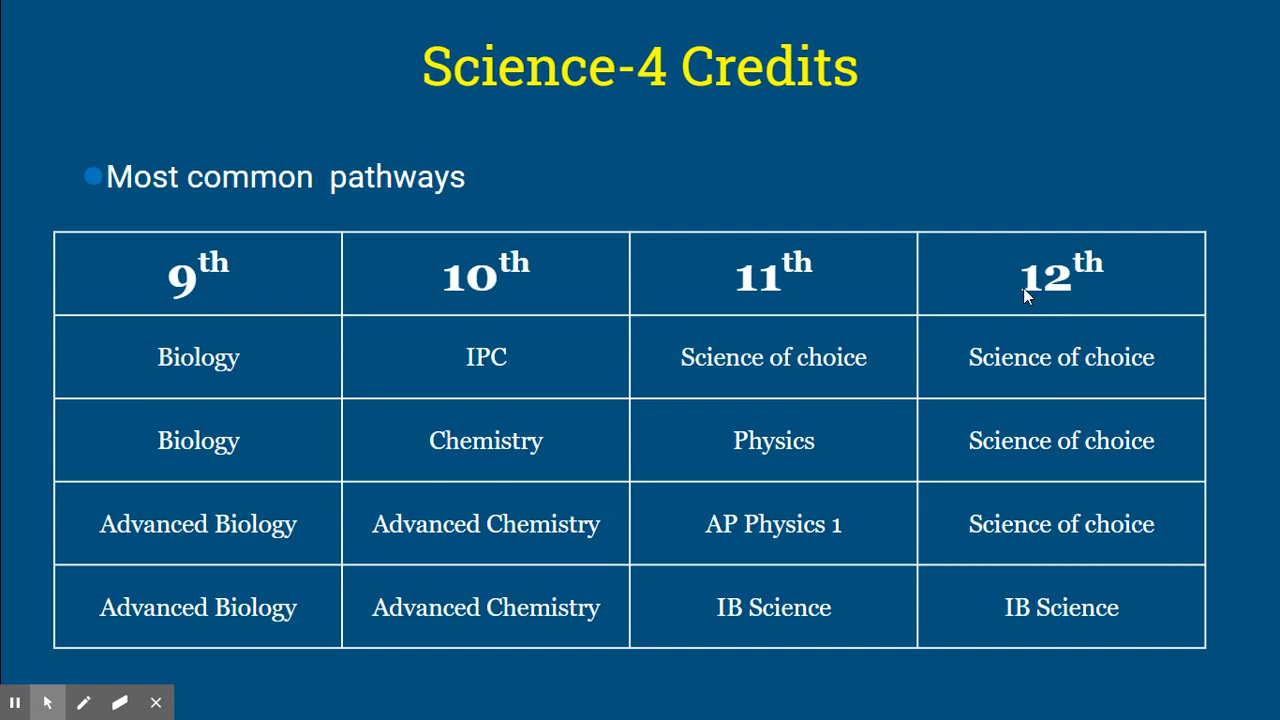 Science-4 Credits
Most common pathways
9th 10th 11th 12th
Biology IPC Science of choice Science of choice
Biology Chemistry Physics Science of choice
Advanced Biology Advanced Chemistry AP Physics 1 Science of choice
Advanced Biology Advanced Chemistry IB Science IB Science